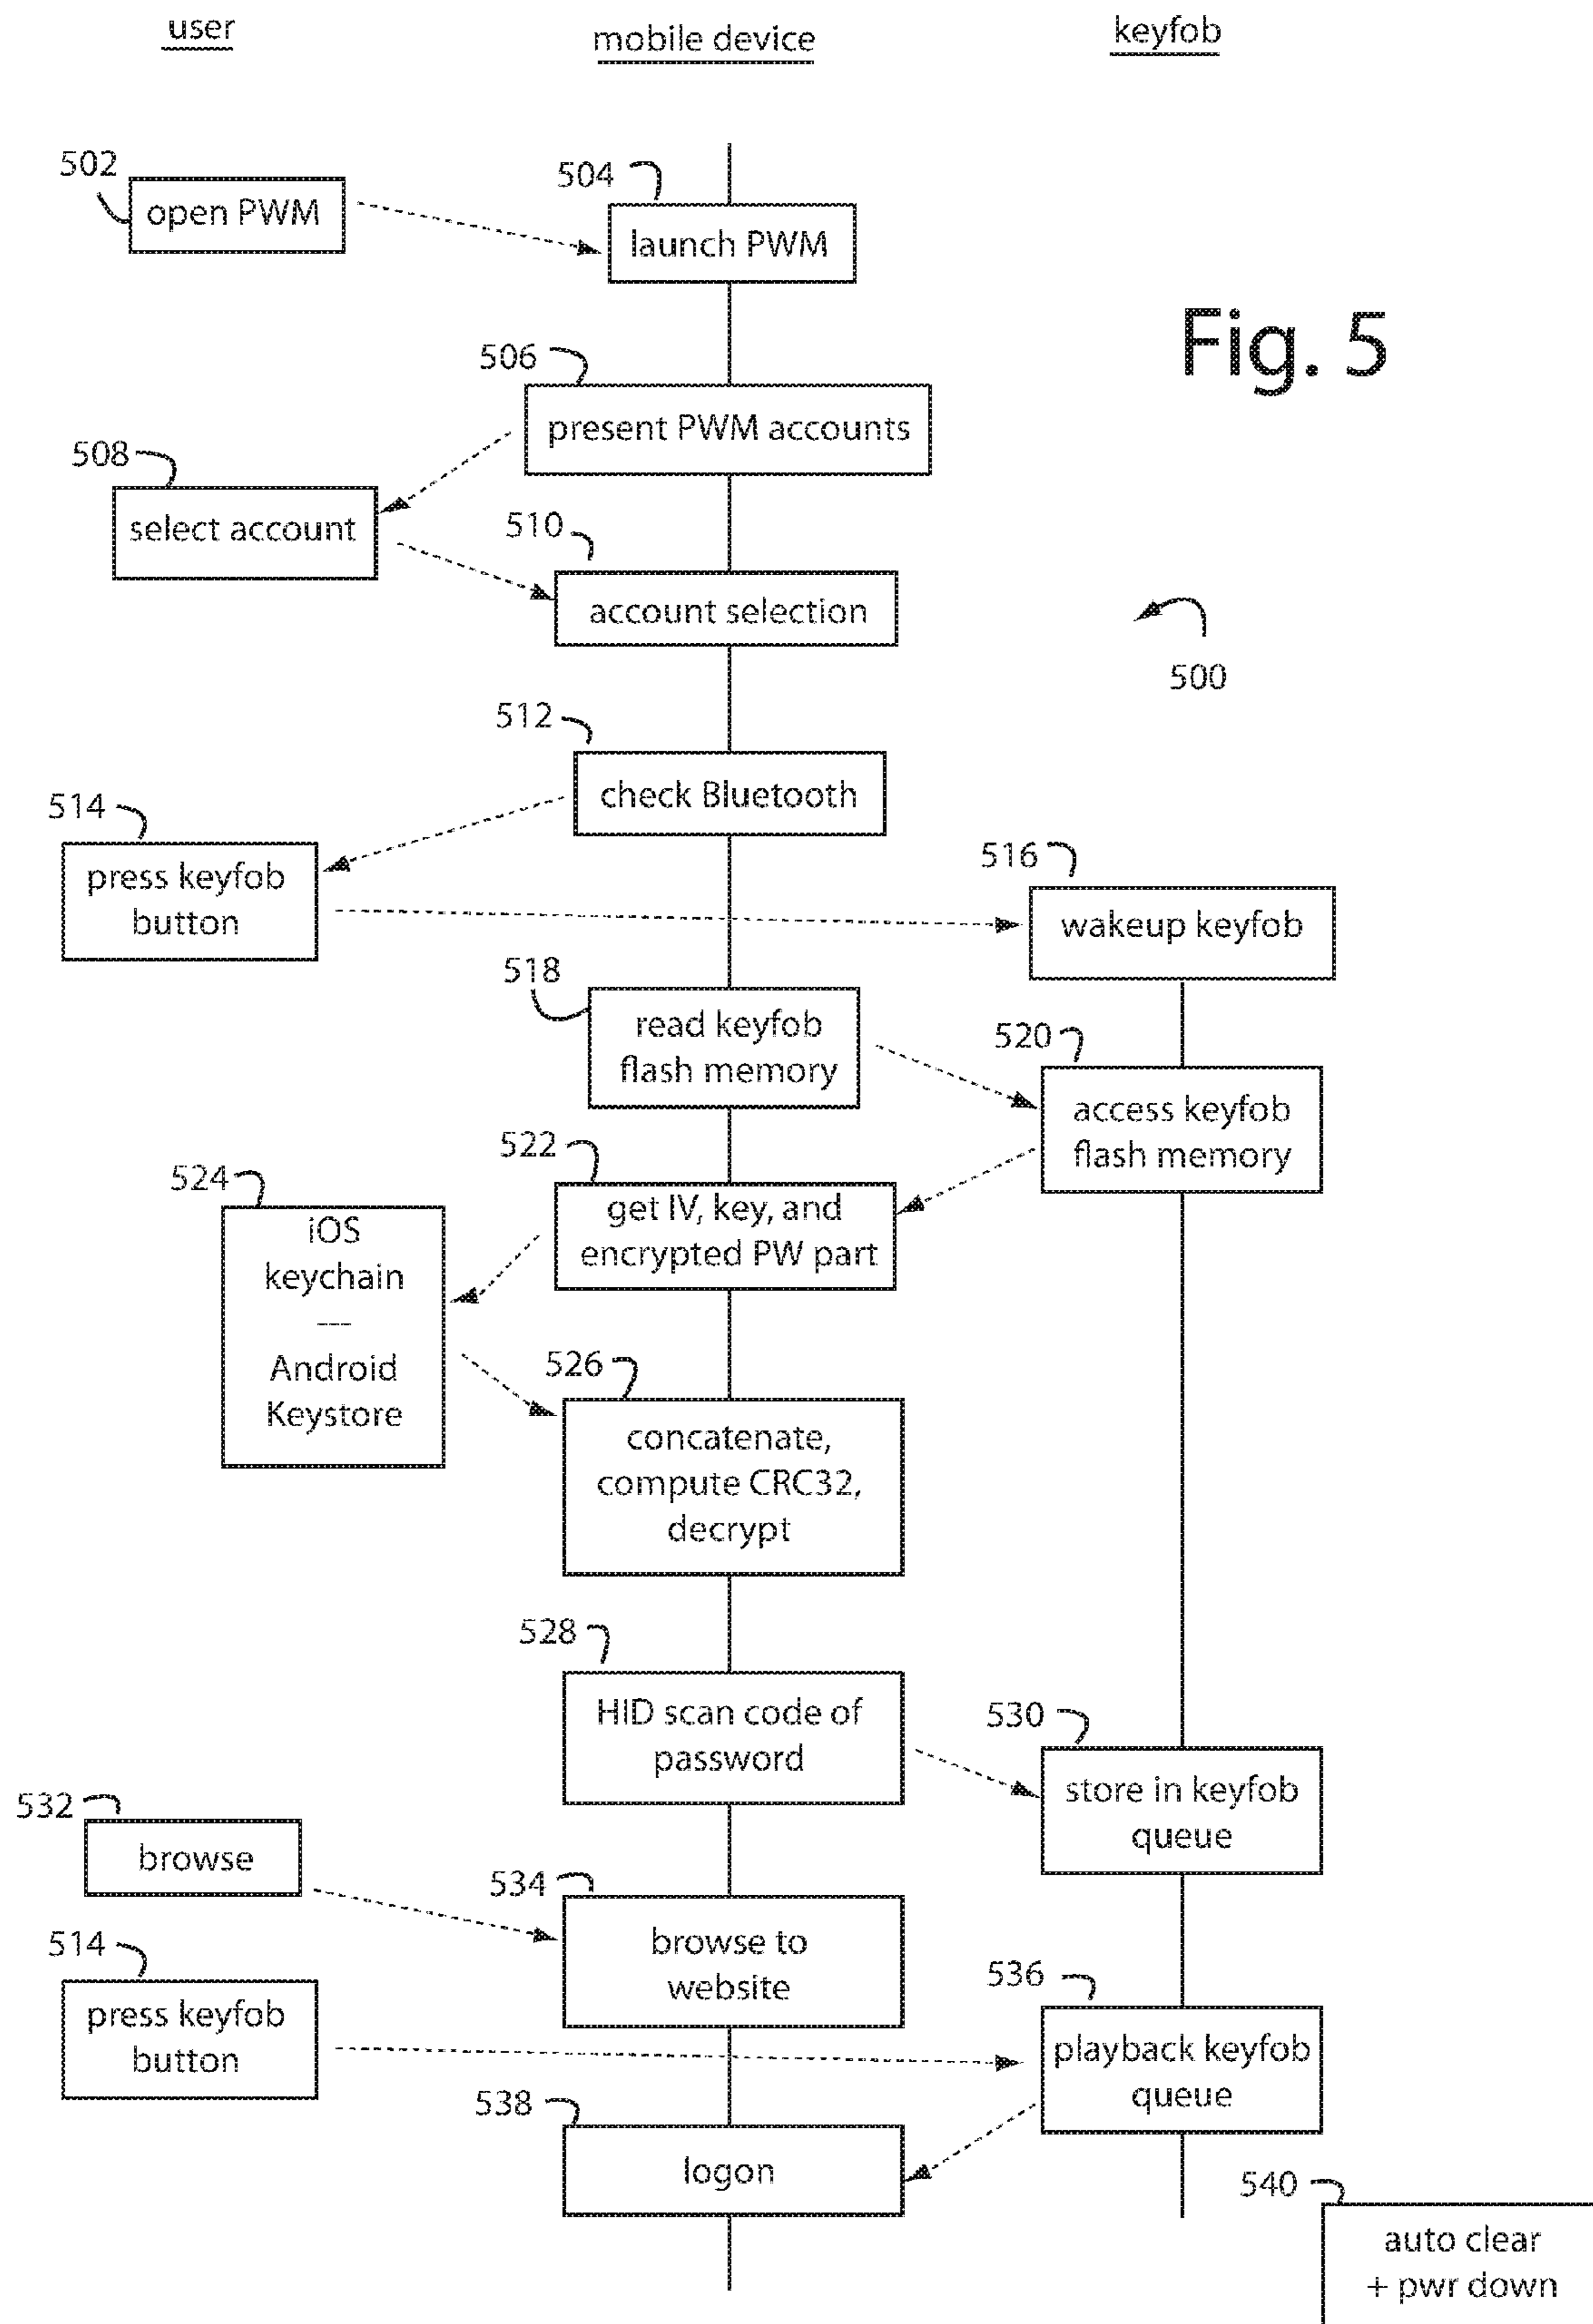 user
mobile device
keyfob
502
open PWM
504
launch PWM
Fig. 5
506
present PWM accounts
508
select account
510
account selection
500
512
check Bluetooth
514
press keyfob
button
516
wakeup keyfob
518
read keyfob
flash memory
520
access keyfob
flash memory
522
get IV, key, and
encrypted PW part
524
iOS
keychain
---
Android
Keystore
526
concatenate,
compute CRC32,
decrypt
528
HID scan code of
password
530
store in keyfob
queue
532
browse
534
browse to
website
514
press keyfob
button
536
playback keyfob
queue
538
logon
540
auto clear
+ pwr down